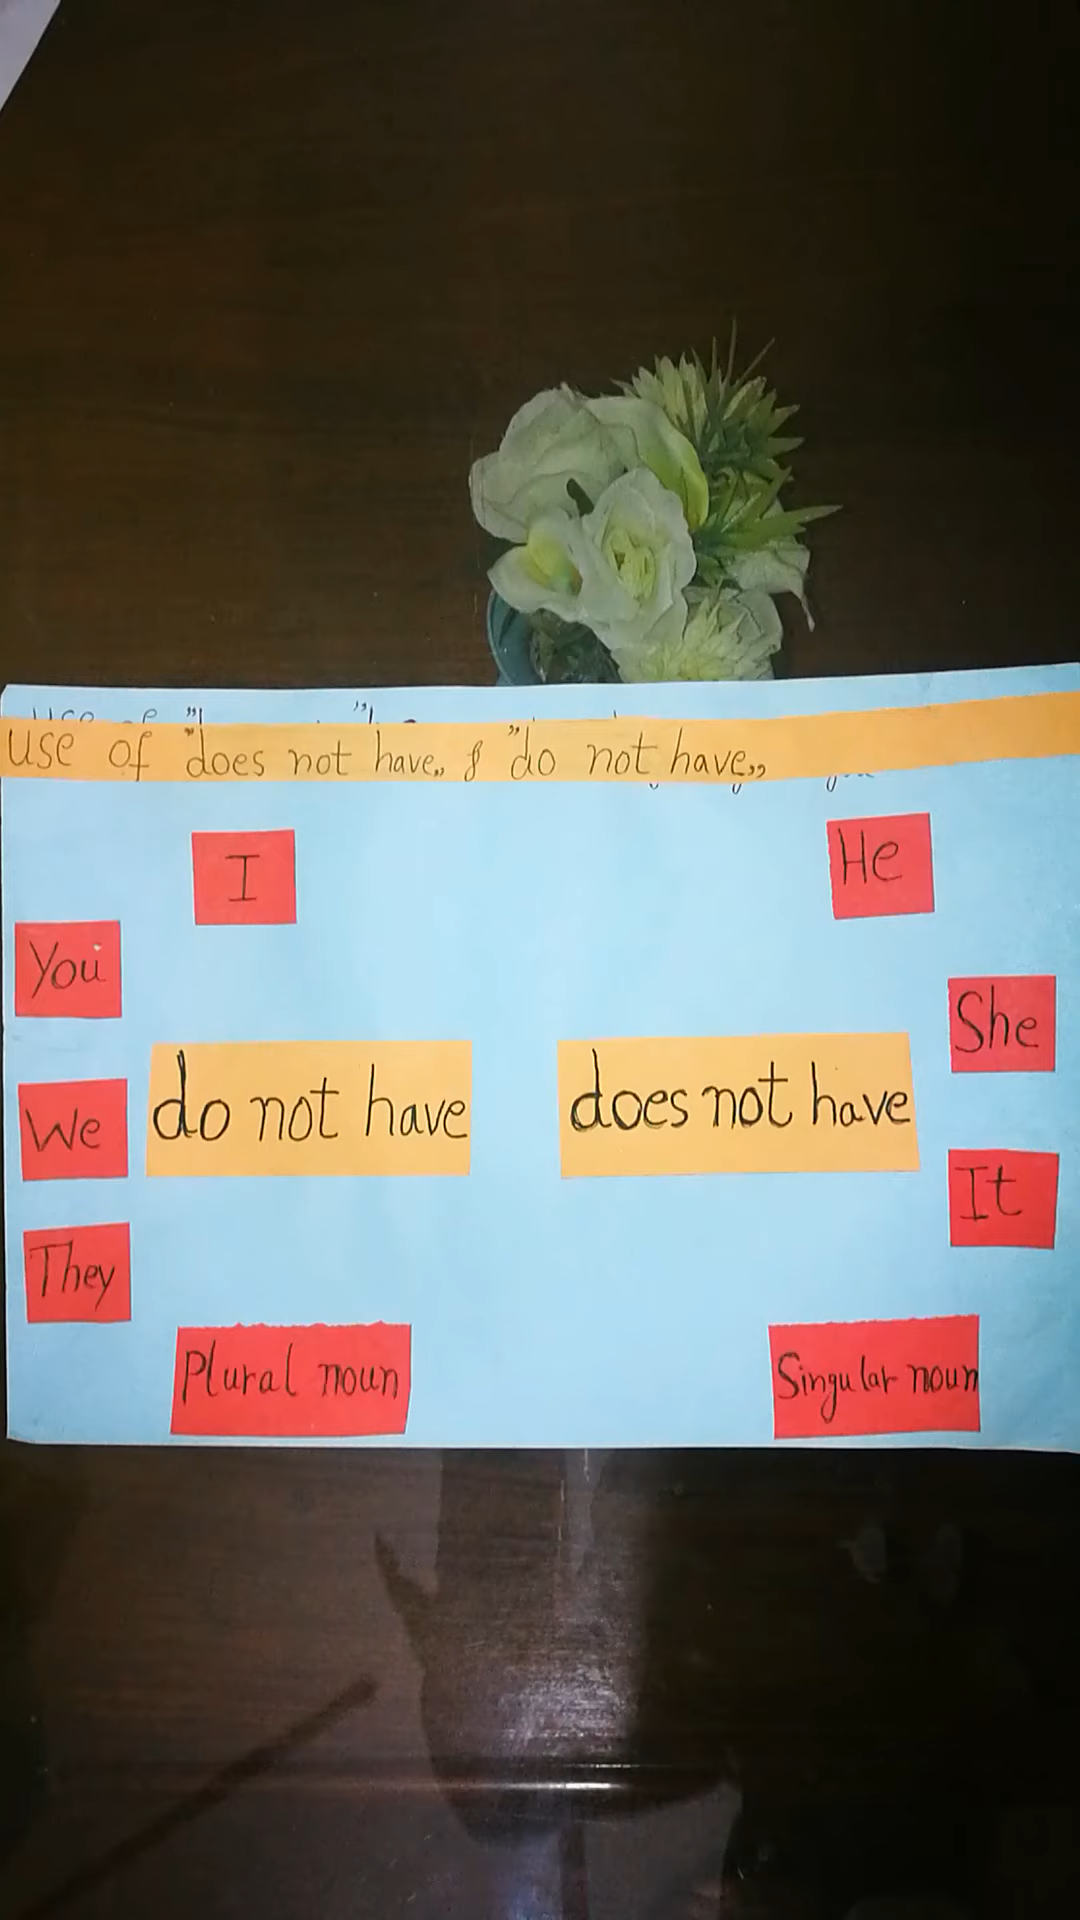 use of "does not have„ & "do not have„
I
He
You
She
do not have
does not have
We
It
They
Plural noun
Singular noun